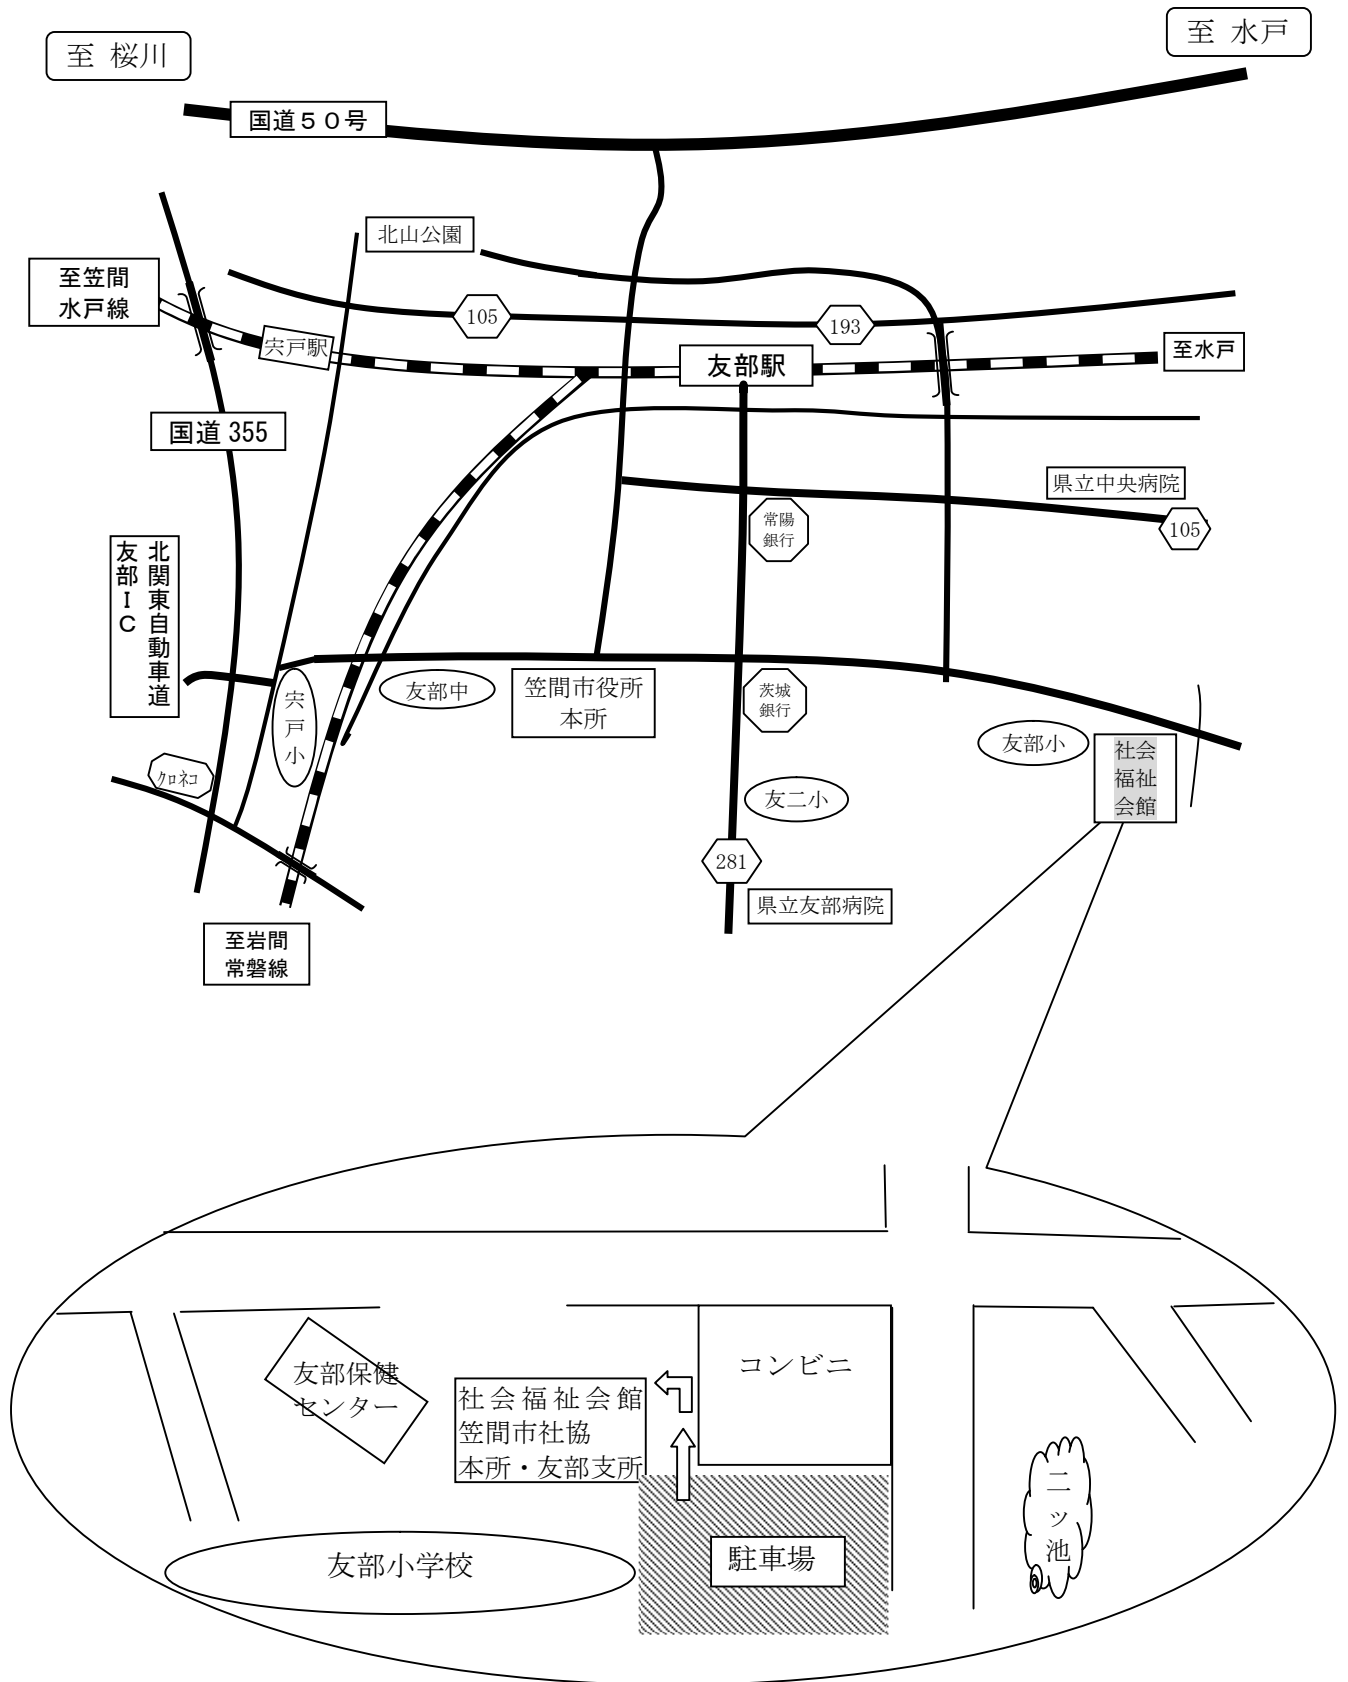 至 桜川
至 水戸
国道５０号
北山公園
至笠間
水戸線
105
193
宍戸駅
友部駅
至水戸
国道 355
県立中央病院
常陽
銀行
105
北関東自動車道
友部ＩＣ
友部中
笠間市役所
本所
茨城
銀行
宍戸小
友部小
社会
福祉
会館
ｸﾛﾈｺ
友二小
281
県立友部病院
至岩間
常磐線
コンビニ
友部保健
センター
社会福祉会館
笠間市社協
本所・友部支所
二ッ池
駐車場
友部小学校